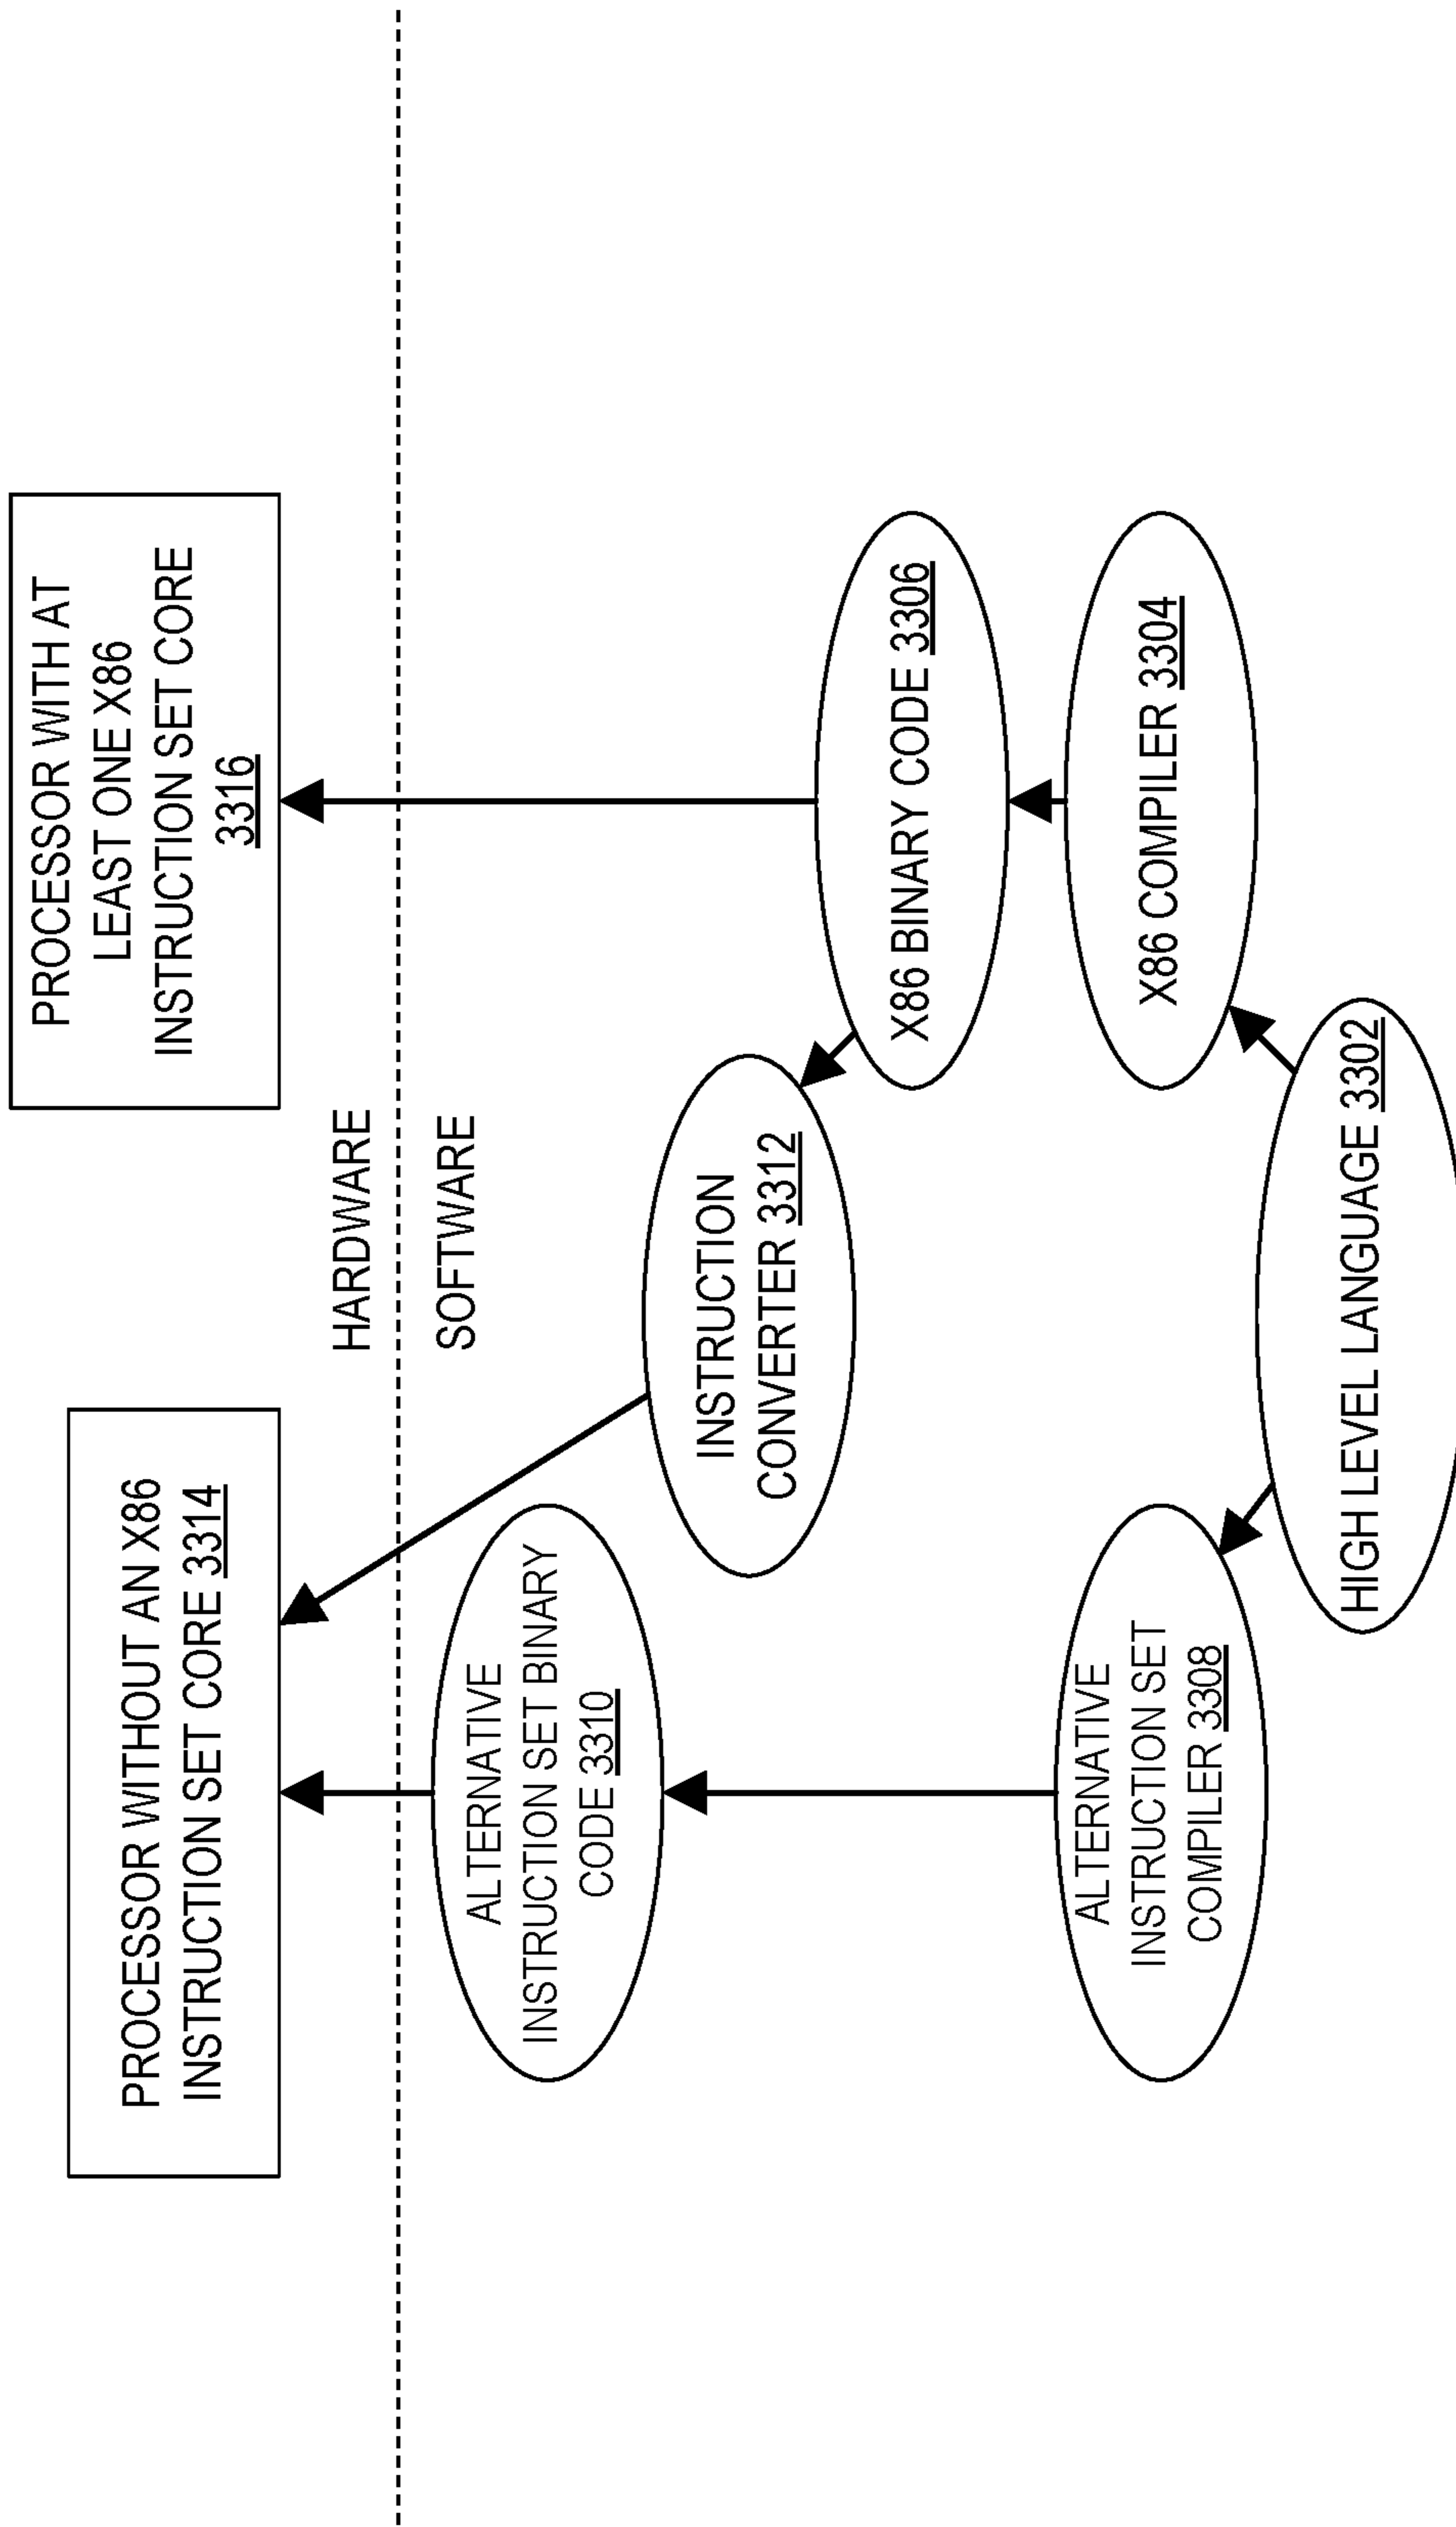 PROCESSOR WITHOUT AN X86
INSTRUCTION SET CORE 3314
PROCESSOR WITH AT
LEAST ONE X86
INSTRUCTION SET CORE
3316
HARDWARE
SOFTWARE
ALTERNATIVE
INSTRUCTION SET BINARY
CODE 3310
INSTRUCTION
CONVERTER 3312
X86 BINARY CODE 3306
ALTERNATIVE
INSTRUCTION SET
COMPILER 3308
X86 COMPILER 3304
HIGH LEVEL LANGUAGE 3302